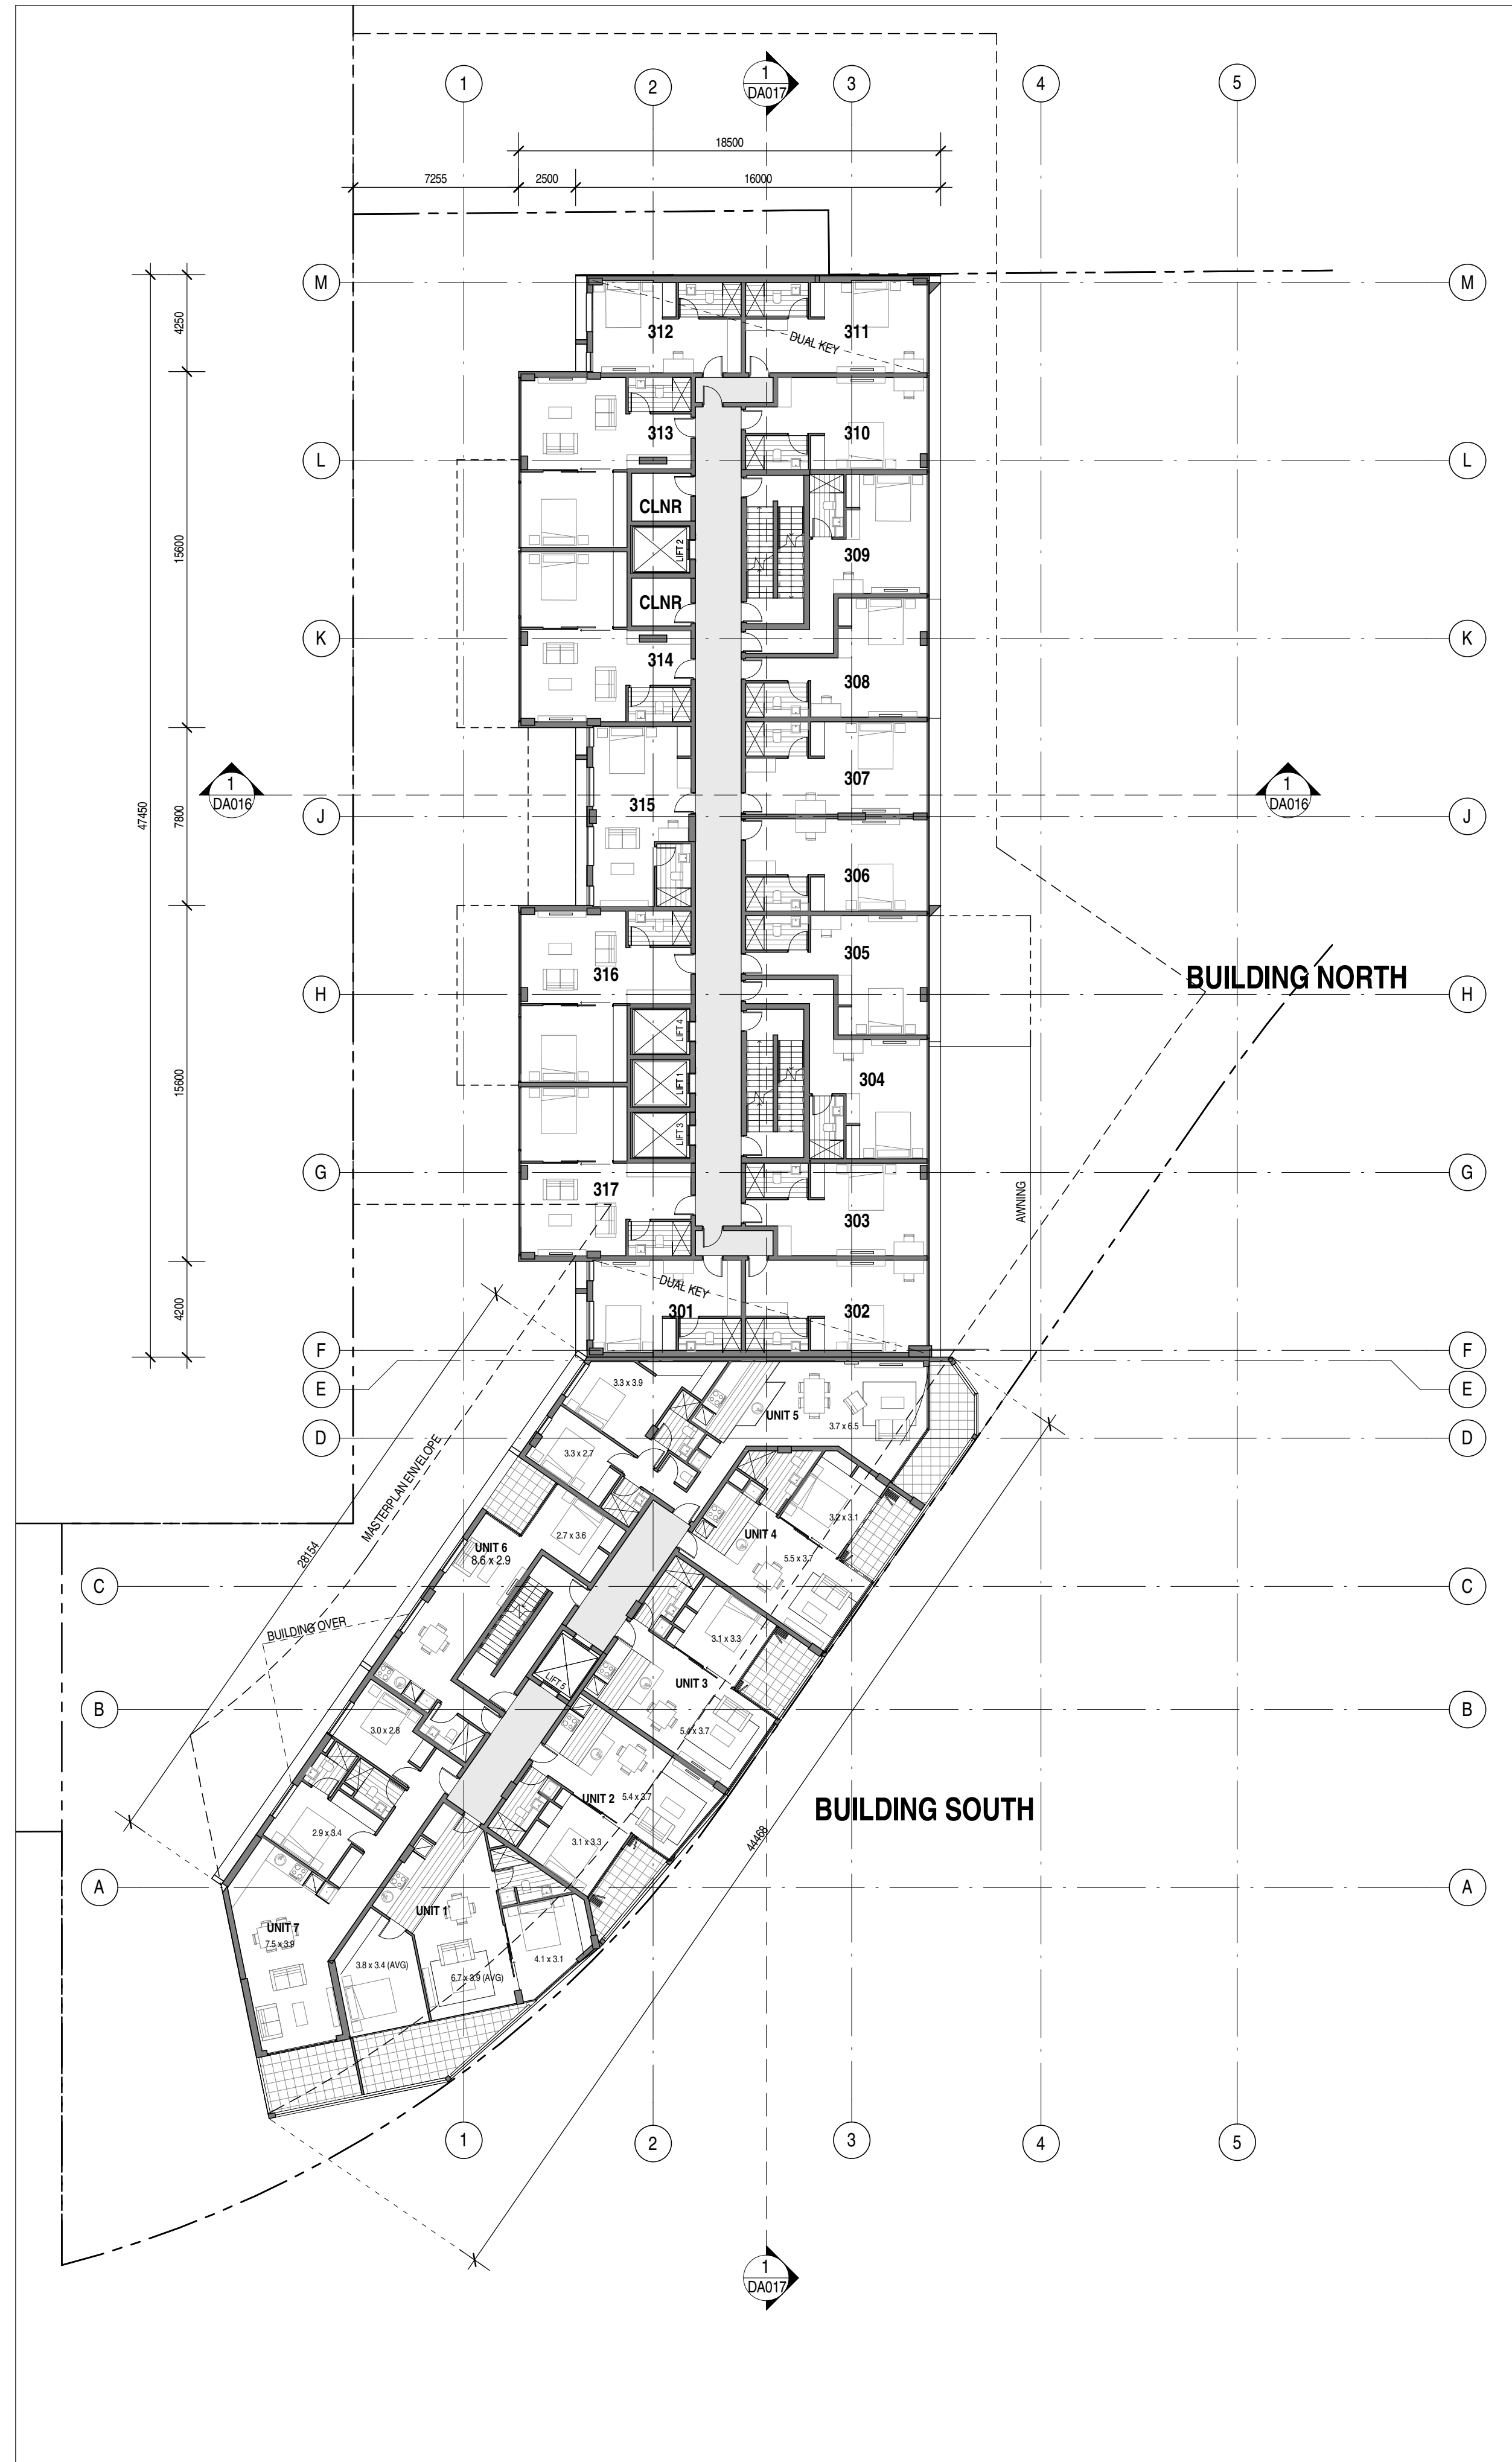 1
2
1
DA017
3
4
5
18500
7255
2500
16000
M
M
4250
312
311
DUAL KEY
313
310
L
L
CLNR
LIFT 2
309
15600
CLNR
K
K
314
308
1
DA016
307
1
DA016
315
47450
7800
J
J
306
316
305
BUILDING NORTH
H
H
LIFT 4
LIFT 1
304
15600
LIFT 3
G
G
317
AWNING
303
DUAL KEY
301
302
4200
F
F
E
E
3.3 x 3.9
UNIT 5
3.7 x 6.5
D
D
3.3 x 2.7
MASTERPLAN ENVELOPE
3.2 x 3.1
2.7 x 3.6
UNIT 4
UNIT 6
8.6 x 2.9
28154
5.5 x 3.7
C
C
BUILDING OVER
3.1 x 3.3
LIFT 5
UNIT 3
B
B
3.0 x 2.8
5.4 x 3.7
UNIT 2
5.4 x 3.7
BUILDING SOUTH
2.9 x 3.4
3.1 x 3.3
44468
A
A
UNIT 1
UNIT 7
7.5 x 3.9
3.8 x 3.4 (AVG)
6.7 x 3.9 (AVG)
4.1 x 3.1
1
2
3
4
5
1
DA017